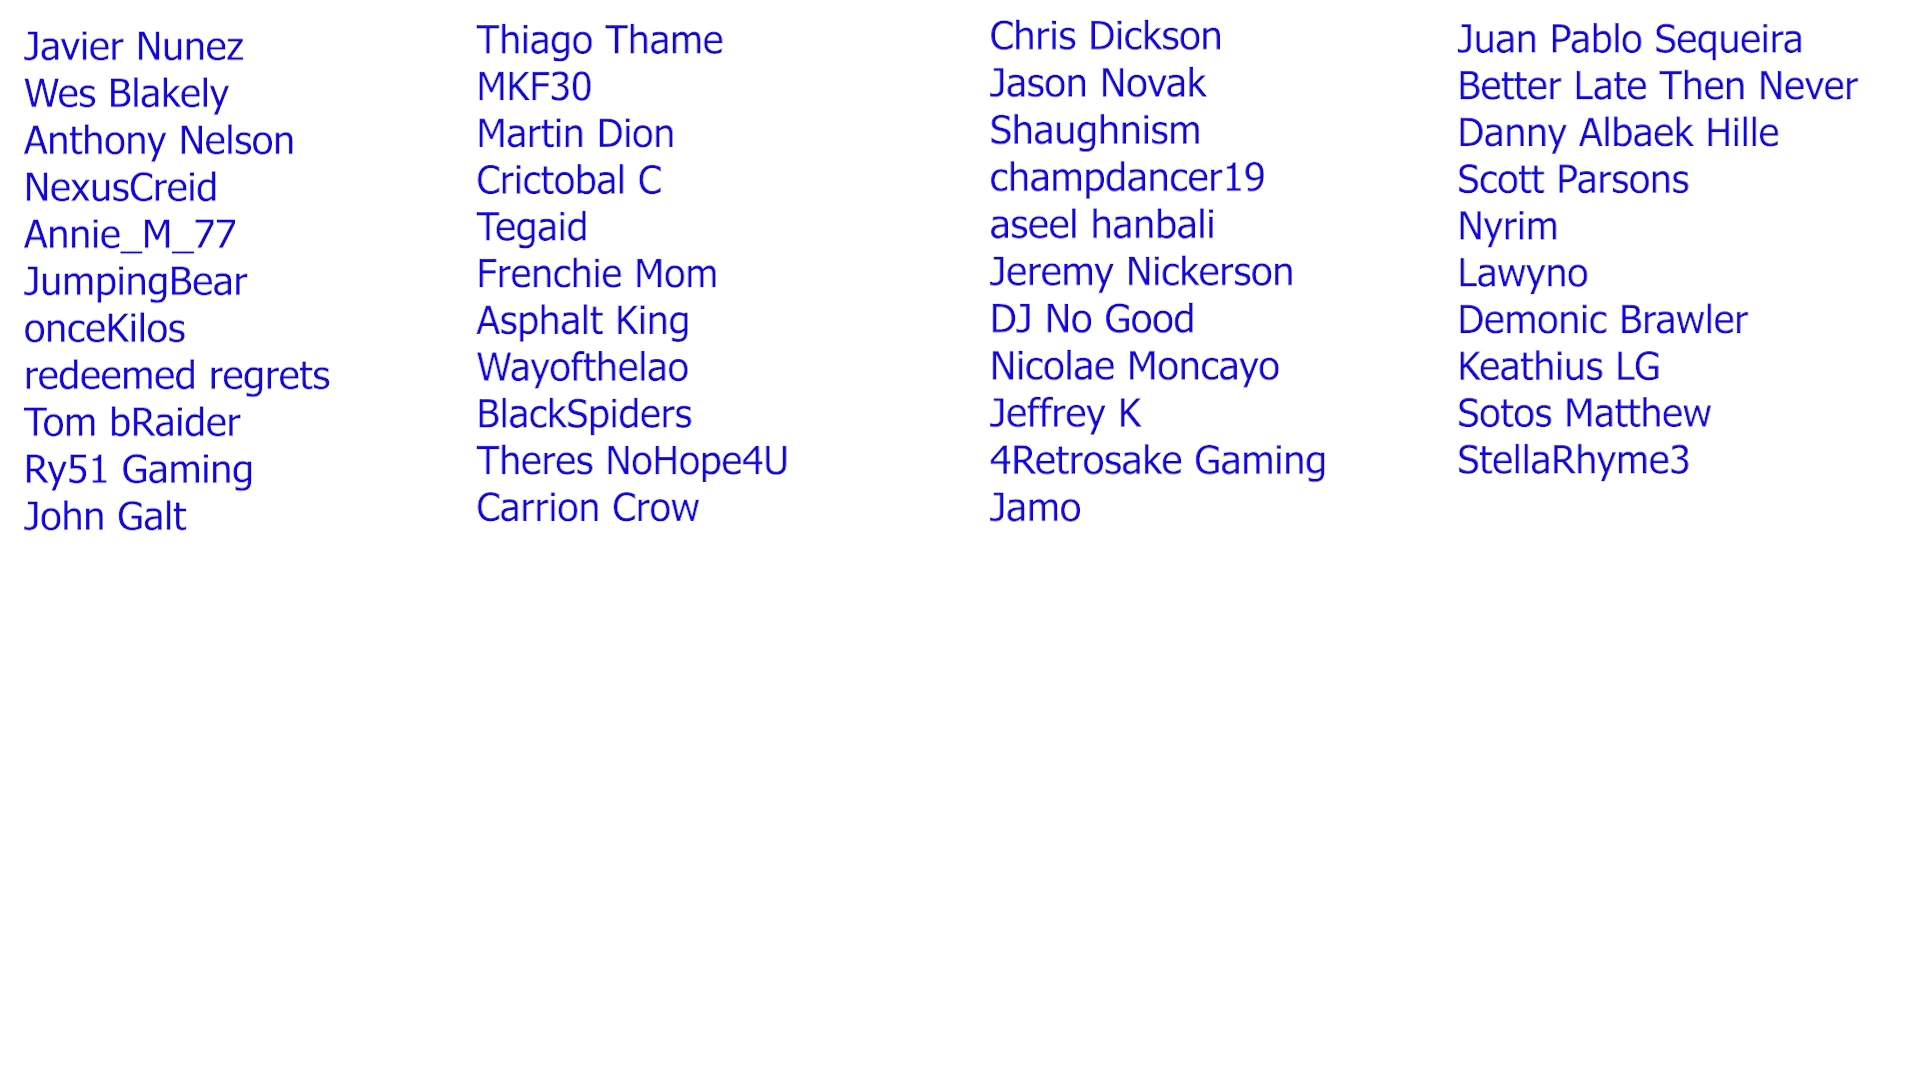 Javier Nunez
Wes Blakely
Anthony Nelson
NexusCreid
Annie_M_77
JumpingBear
onceKilos
redeemed regrets
Tom bRaider
Ry51 Gaming
John Galt
Thiago Thame
MKF30
Martin Dion
Crictobal C
Tegaid
Frenchie Mom
Asphalt King
Wayofthelao
BlackSpiders
Theres NoHope4U
Carrion Crow
Chris Dickson
Jason Novak
Shaughnism
champdancer19
aseel hanbali
Jeremy Nickerson
DJ No Good
Nicolae Moncayo
Jeffrey K
4Retrosake Gaming
Jamo
Juan Pablo Sequeira
Better Late Then Never
Danny Albaek Hille
Scott Parsons
Nyrim
Lawyno
Demonic Brawler
Keathius LG
Sotos Matthew
StellaRhyme3